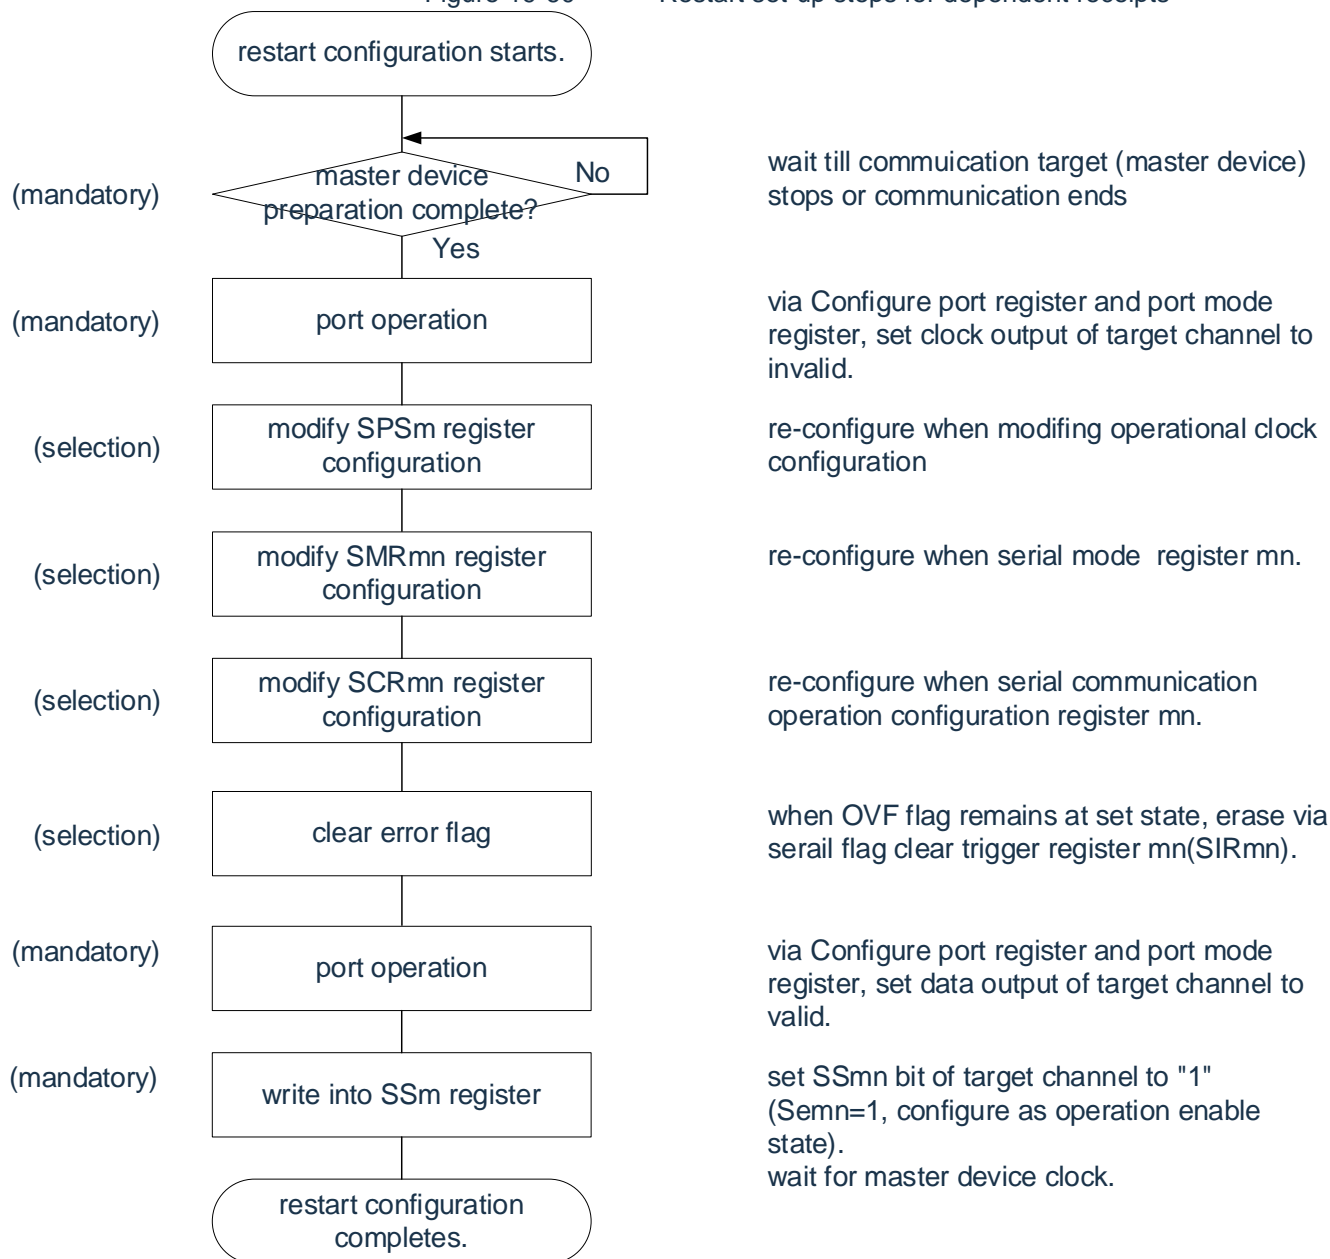 Restart set-up steps for dependent receipts
restart configuration starts.
No
wait till commuication target (master device)
stops or communication ends
(mandatory)
master device
preparation complete?
Yes
(mandatory)
port operation
via Configure port register and port mode
register, set clock output of target channel to
invalid.
(selection)
modify SPSm register
configuration
re-configure when modifing operational clock
configuration
(selection)
modify SMRmn register
configuration
re-configure when serial mode  register mn.
(selection)
modify SCRmn register
configuration
re-configure when serial communication
operation configuration register mn.
(selection)
clear error flag
when OVF flag remains at set state, erase via
serail flag clear trigger register mn(SIRmn).
(mandatory)
port operation
via Configure port register and port mode
register, set data output of target channel to
valid.
(mandatory)
write into SSm register
set SSmn bit of target channel to "1"
(Semn=1, configure as operation enable
state).
wait for master device clock.
restart configuration
completes.